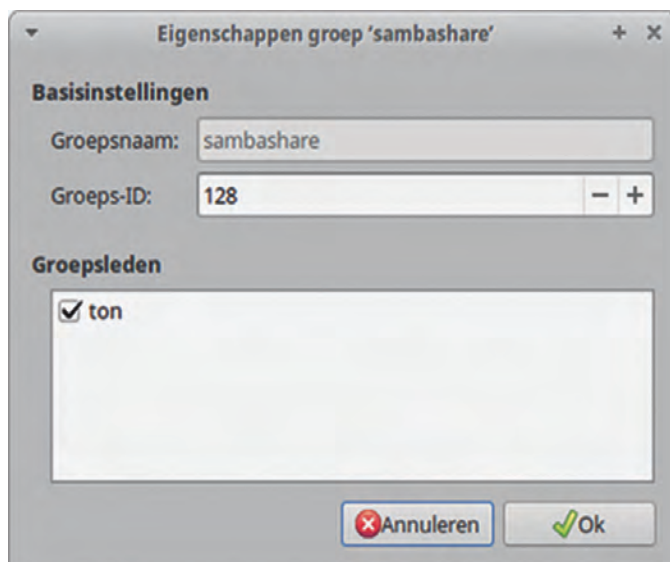 Eigenschappen groep ‘sambashare’
Basisinstellingen
Groepsnaam: sambashare
Groeps-ID: 128
Groepsleden
ton
Annuleren Ok